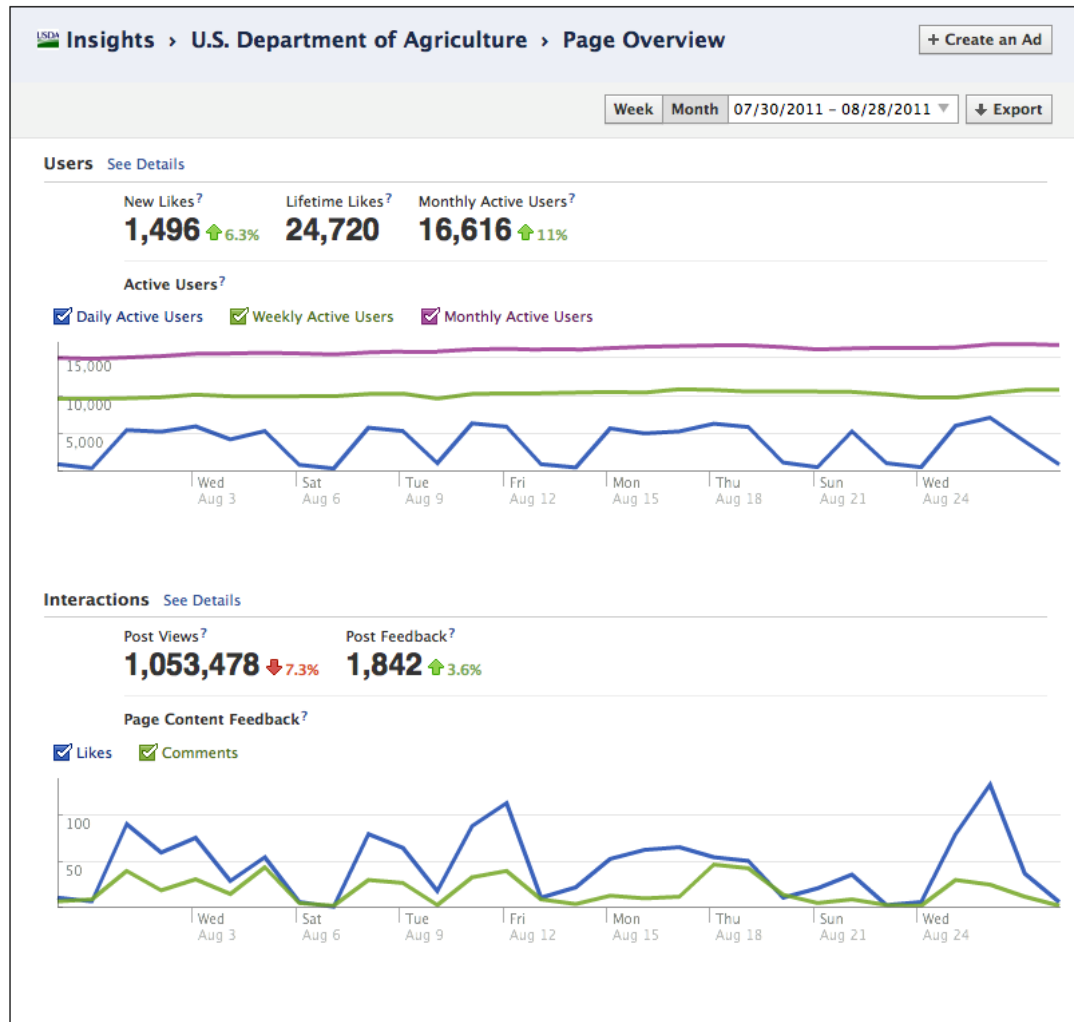 USDA Insights › U.S. Department of Agriculture › Page Overview
+ Create an Ad
Week Month 07/30/2011 – 08/28/2011 Export
Users See Details
New Likes? Lifetime Likes? Monthly Active Users?
1,496 6.3% 24,720 16,616 11%
Active Users?
Daily Active Users Weekly Active Users Monthly Active Users
15,000
10,000
5,000
Wed Sat Tue Fri Mon Thu Sun Wed
Aug 3 Aug 6 Aug 9 Aug 12 Aug 15 Aug 18 Aug 21 Aug 24
Interactions See Details
Post Views? Post Feedback?
1,053,478 7.3% 1,842 3.6%
Page Content Feedback?
Likes Comments
100
50
Wed Sat Tue Fri Mon Thu Sun Wed
Aug 3 Aug 6 Aug 9 Aug 12 Aug 15 Aug 18 Aug 21 Aug 24